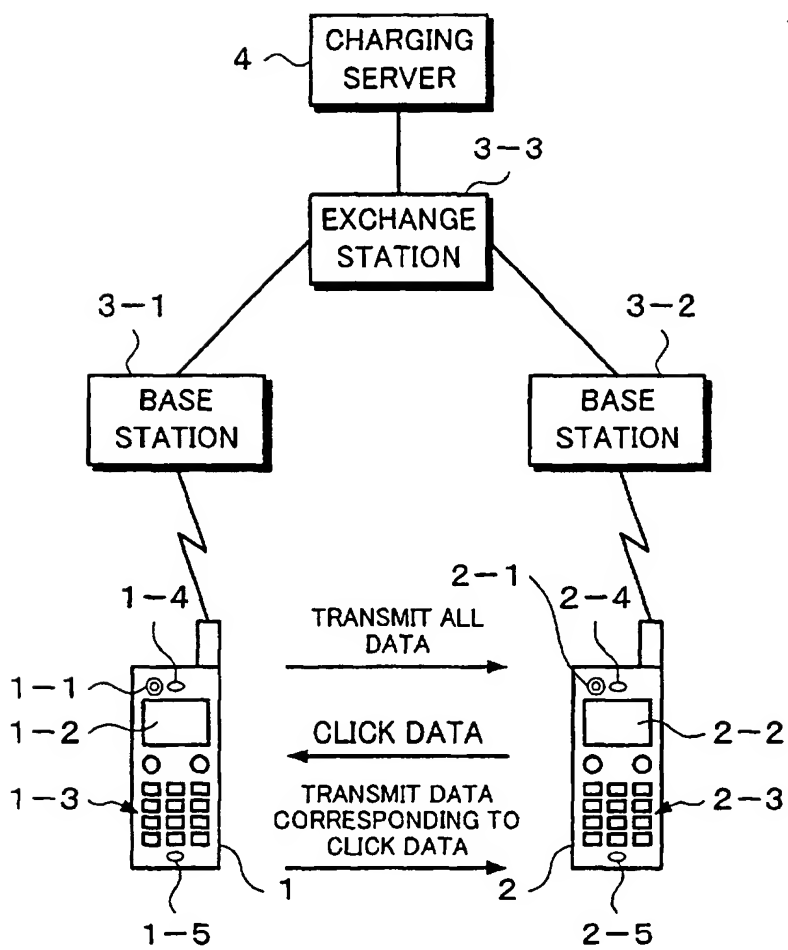 4
CHARGING
SERVER
3-3
EXCHANGE
STATION
3-1
3-2
BASE
STATION
BASE
STATION
1-4
2-1
2-4
TRANSMIT ALL
DATA
1-1
1-2
CLICK DATA
2-2
1-3
TRANSMIT DATA
CORRESPONDING TO
CLICK DATA
2-3
1
2
1-5
2-5